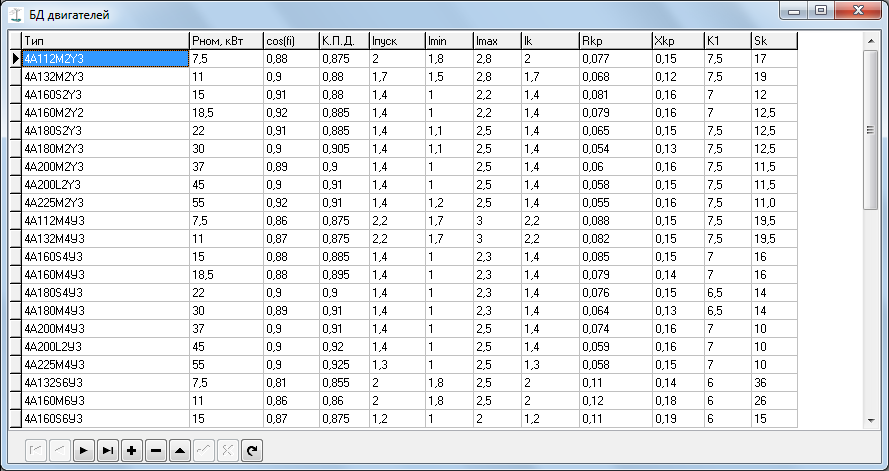 БД двигателей
Тип Pном, кВт cos(fi) К.П.Д. Iпуск Imin Imax Ik Rkp Xkp K1 Sk
4A112M2Y3 7,5 0,88 0,875 2 1,8 2,8 2 0,077 0,15 7,5 17
4A132M2Y3 11 0,9 0,88 1,7 1,5 2,8 1,7 0,068 0,12 7,5 19
4A160S2Y3 15 0,91 0,88 1,4 1 2,2 1,4 0,081 0,16 7 12
4A160M2Y2 18,5 0,92 0,885 1,4 1 2,2 1,4 0,079 0,16 7 12,5
4A180S2Y3 22 0,91 0,885 1,4 1,1 2,5 1,4 0,065 0,15 7,5 12,5
4A180M2Y3 30 0,9 0,905 1,4 1,1 2,5 1,4 0,054 0,13 7,5 12,5
4A200M2Y3 37 0,89 0,9 1,4 1 2,5 1,4 0,06 0,16 7,5 11,5
4A200L2Y3 45 0,9 0,91 1,4 1 2,5 1,4 0,058 0,15 7,5 11,5
4A225M2Y3 55 0,92 0,91 1,4 1,2 2,5 1,4 0,055 0,16 7,5 11,0
4A112M4У3 7,5 0,86 0,875 2,2 1,7 3 2,2 0,088 0,15 7,5 19,5
4A132M4У3 11 0,87 0,875 2,2 1,7 3 2,2 0,082 0,15 7,5 19,5
4A160S4У3 15 0,88 0,885 1,4 1 2,3 1,4 0,085 0,15 7 16
4A160M4У3 18,5 0,88 0,895 1,4 1 2,3 1,4 0,079 0,14 7 16
4A180S4У3 22 0,9 0,9 1,4 1 2,3 1,4 0,076 0,15 6,5 14
4A180M4У3 30 0,89 0,91 1,4 1 2,3 1,4 0,064 0,13 6,5 14
4A200M4У3 37 0,9 0,91 1,4 1 2,5 1,4 0,074 0,16 7 10
4A200L2У3 45 0,9 0,92 1,4 1 2,5 1,4 0,059 0,16 7 10
4A225M4У3 55 0,9 0,925 1,3 1 2,5 1,3 0,058 0,15 7 10
4A132S6У3 7,5 0,81 0,855 2 1,8 2,5 2 0,11 0,14 6 36
4A160M6У3 11 0,86 0,86 2 1,8 2,5 2 0,12 0,18 6 26
4A160S6У3 15 0,87 0,875 1,2 1 2 1,2 0,11 0,19 6 15